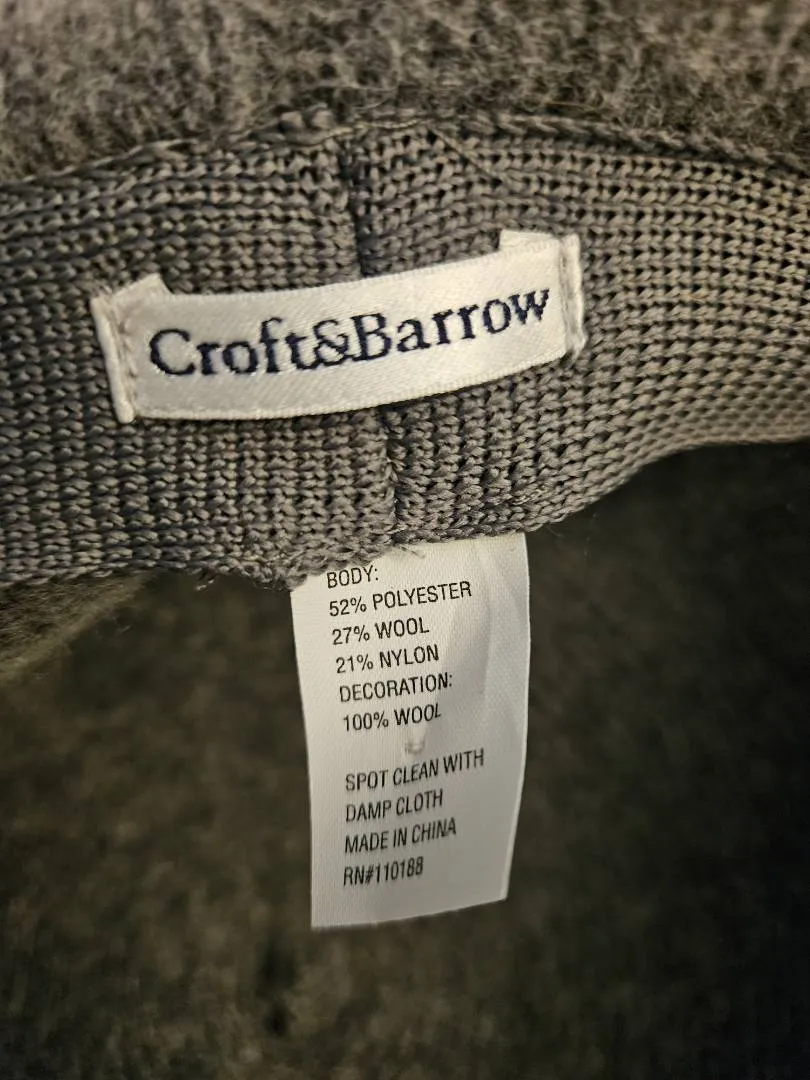 Croft&Barrow
BODY:
52% POLYESTER
27% WOOL
21% NYLON
DECORATION:
100% WOOL
SPOT CLEAN WITH
DAMP CLOTH
MADE IN CHINA
RN#110188